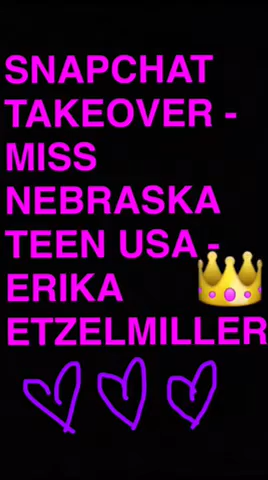 SNAPCHAT
TAKEOVER -
MISS
NEBRASKA
TEEN USA -
ERIKA
ETZELMILLER